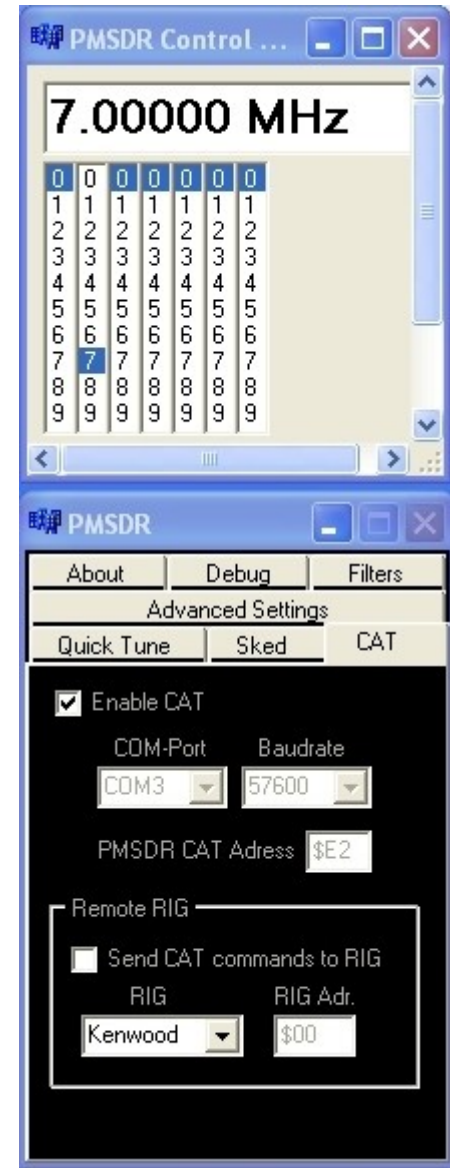 PMSDR Control ...
7.00000 MHz
0 0 0 0 0 0 0
1 1 1 1 1 1 1
2 2 2 2 2 2 2
3 3 3 3 3 3 3
4 4 4 4 4 4 4
5 5 5 5 5 5 5
6 6 6 6 6 6 6
7 7 7 7 7 7 7
8 8 8 8 8 8 8
9 9 9 9 9 9 9
PMSDR
About Debug Filters
Advanced Settings
Quick Tune Sked CAT
Enable CAT
COM-Port Baudrate
COM3 57600
PMSDR CAT Adress $E2
Remote RIG
Send CAT commands to RIG
RIG RIG Adr.
Kenwood $00